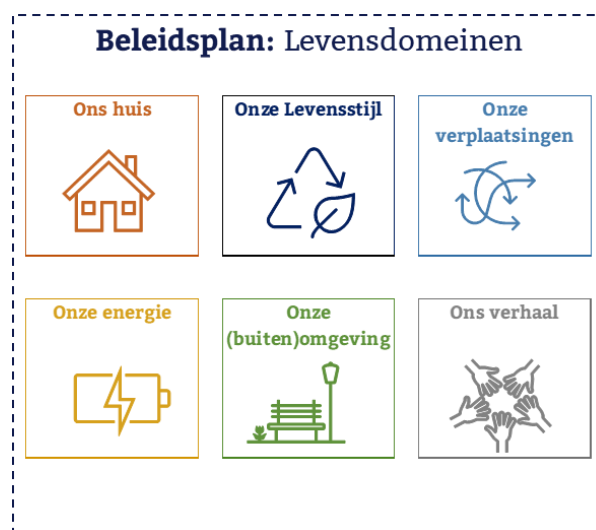 Beleidsplan: Levensdomeinen
Ons huis
Onze Levensstijl
Onze
verplaatsingen
Onze energie
Onze
(buiten)omgeving
Ons verhaal